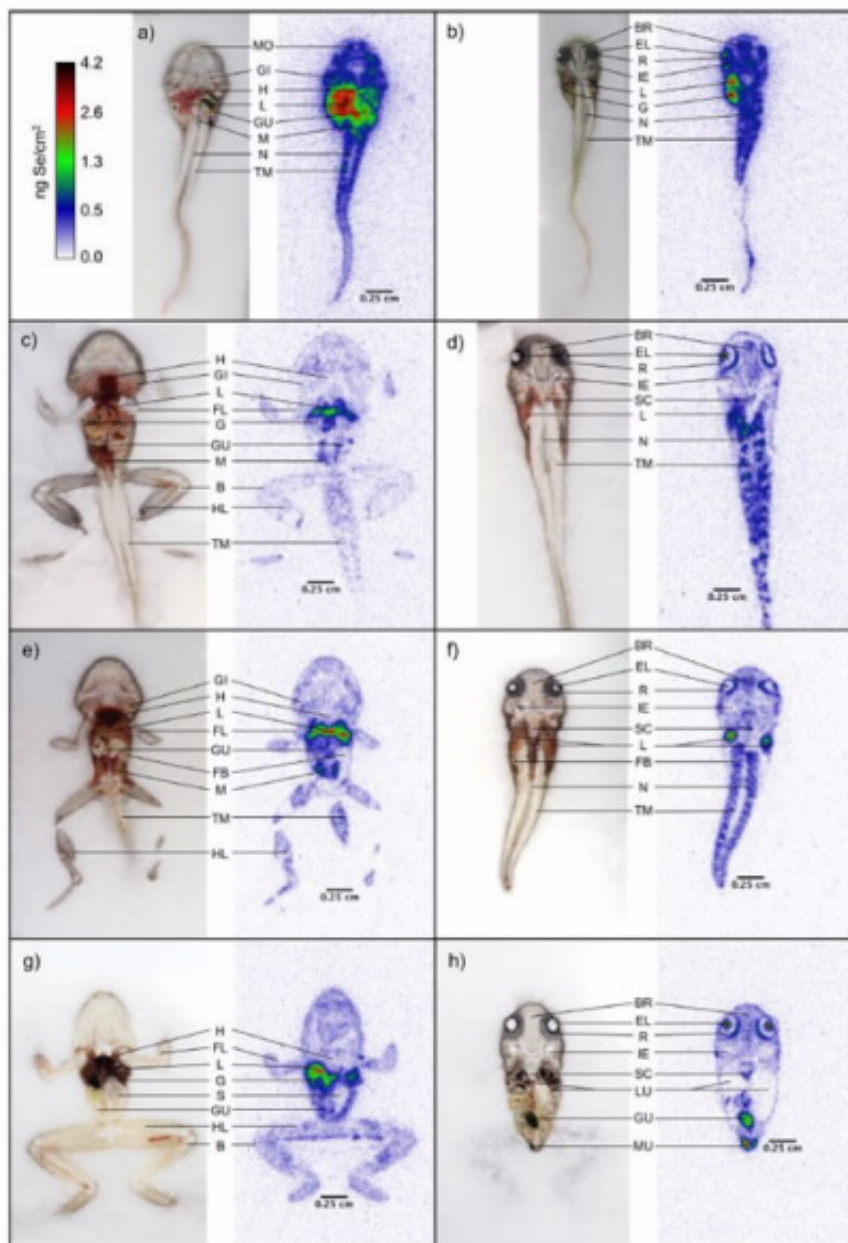 a)
4.2
2.6
1.3
0.5
0.0
ng Se/cm²
MO
GI
H
L
GU
M
N
TM
0.25 cm
b)
BR
EL
R
IE
L
G
N
TM
0.25 cm
c)
H
GI
L
FL
G
GU
M
B
HL
TM
0.25 cm
d)
BR
EL
R
IE
SC
L
N
TM
0.25 cm
e)
GI
H
L
FL
GU
FB
M
TM
HL
0.25 cm
f)
BR
EL
R
IE
SC
L
FB
N
TM
0.25 cm
g)
H
FL
L
G
S
GU
HL
B
0.25 cm
h)
BR
EL
R
IE
SC
LU
GU
MU
0.25 cm